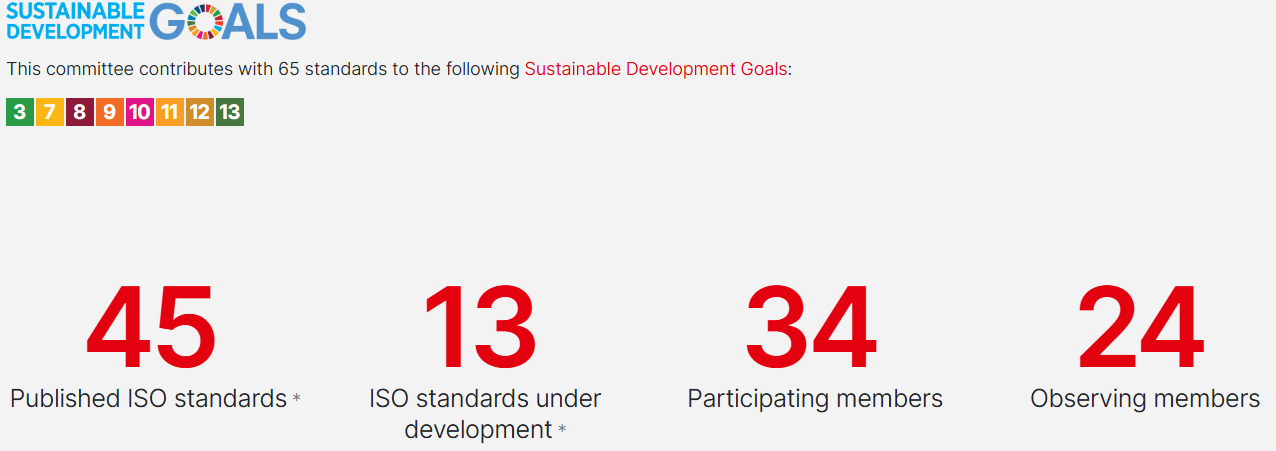 SUSTAINABLE
DEVELOPMENT GOALS
This committee contributes with 65 standards to the following Sustainable Development Goals:
3 7 8 9 10 11 12 13
45 13 34 24
Published ISO standards * ISO standards under Participating members Observing members
development *